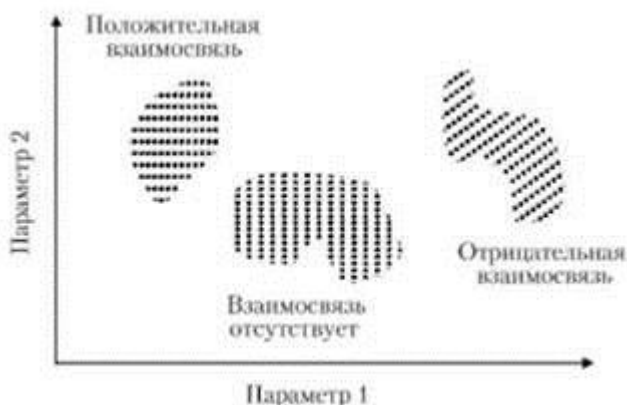 Положительная
взаимосвязь
Параметр 2
Отрицательная
взаимосвязь
Взаимосвязь
отсутствует
Параметр 1